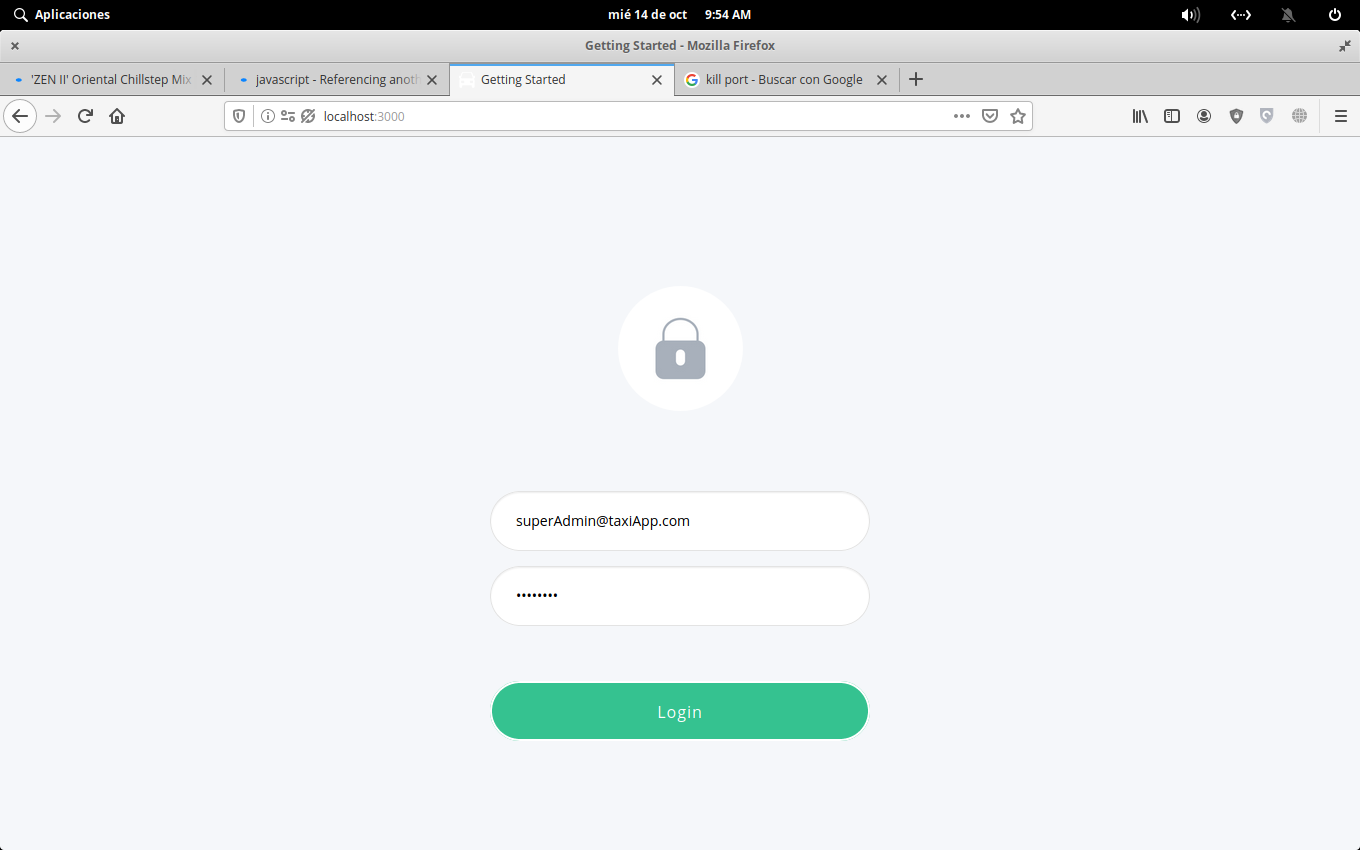 Aplicaciones
mié 14 de oct 9:54 AM
Getting Started - Mozilla Firefox
'ZEN II' Oriental Chillstep Mix
javascript - Referencing anoth
Getting Started
kill port - Buscar con Google
localhost:3000
superAdmin@taxiApp.com
••••••••
Login